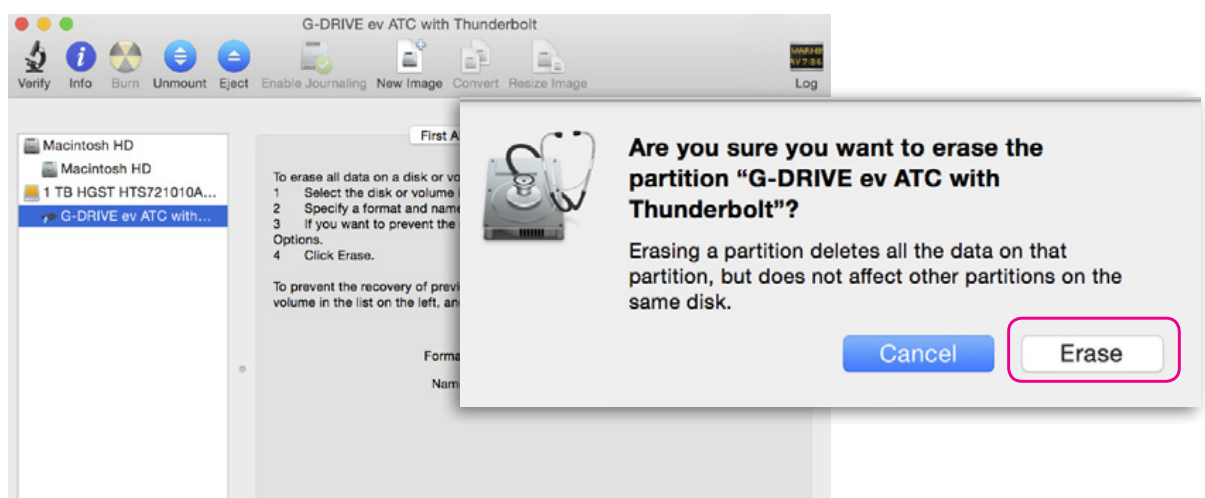 G-DRIVE ev ATC with Thunderbolt
Verify Info Burn Unmount Eject Enable Journaling New Image Convert Resize Image Log
Macintosh HD
Macintosh HD
1 TB HGST HTS721010A...
G-DRIVE ev ATC with...
First A
To erase all data on a disk or vo
1 Select the disk or volume
2 Specify a format and name
3 If you want to prevent the
Options.
4 Click Erase.
To prevent the recovery of previ
volume in the list on the left, an
Forma
Nam
Are you sure you want to erase the
partition “G-DRIVE ev ATC with
Thunderbolt”?
Erasing a partition deletes all the data on that
partition, but does not affect other partitions on the
same disk.
Cancel Erase